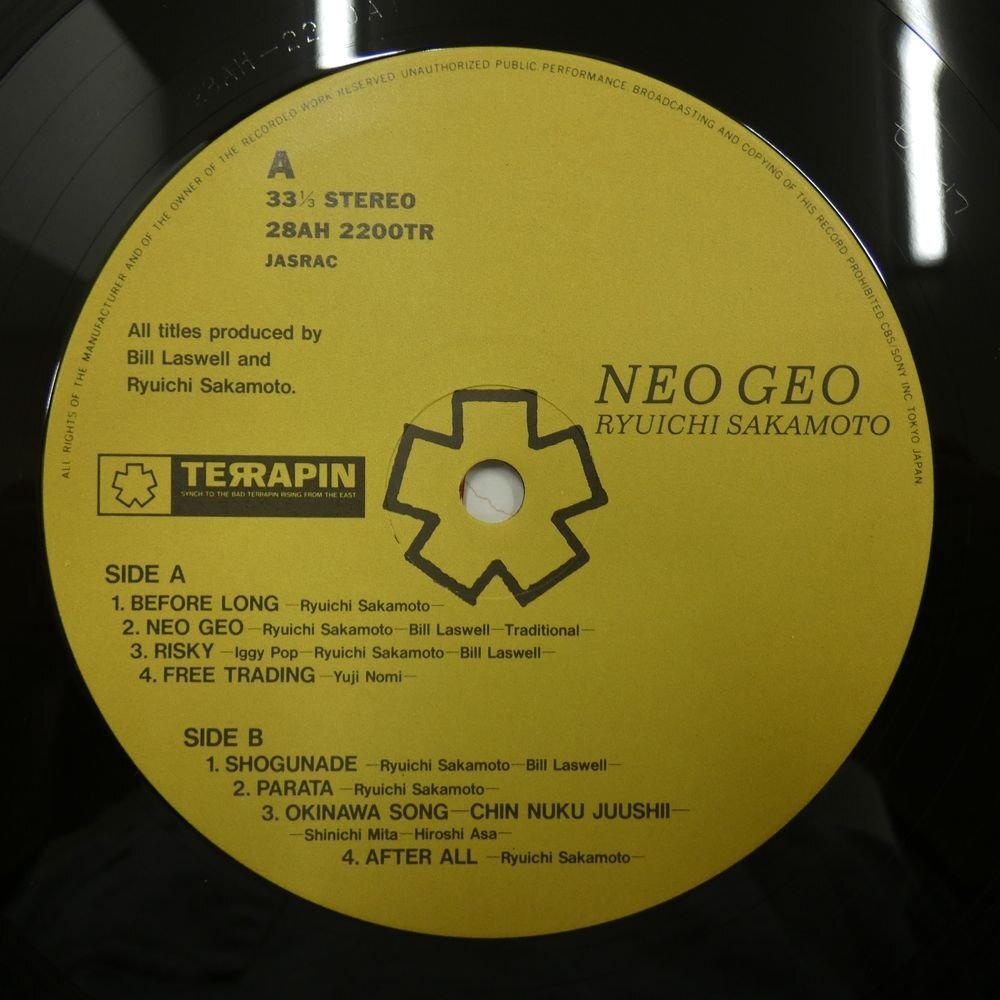 ALL RIGHTS OF THE MANUFACTURER AND OF THE OWNER OF THE RECORDED WORK RESERVED UNAUTHORIZED PUBLIC PERFORMANCE BROADCASTING AND COPYING OF THIS RECORD PROHIBITED CBS/SONY INC. TOKYO JAPAN
A
33⅓ STEREO
28AH 2200TR
JASRAC
All titles produced by
Bill Laswell and
Ryuichi Sakamoto.
NEO GEO
RYUICHI SAKAMOTO
TEЯRAPIN
SYNCH TO THE BAD TERRAPIN RISING FROM THE EAST
SIDE A
1. BEFORE LONG —Ryuichi Sakamoto—
2. NEO GEO —Ryuichi Sakamoto—Bill Laswell—Traditional—
3. RISKY —Iggy Pop—Ryuichi Sakamoto—Bill Laswell—
4. FREE TRADING —Yuji Nomi—
SIDE B
1. SHOGUNADE —Ryuichi Sakamoto—Bill Laswell—
2. PARATA —Ryuichi Sakamoto—
3. OKINAWA SONG—CHIN NUKU JUUSHII—
—Shinichi Mita—Hiroshi Asa—
4. AFTER ALL —Ryuichi Sakamoto—